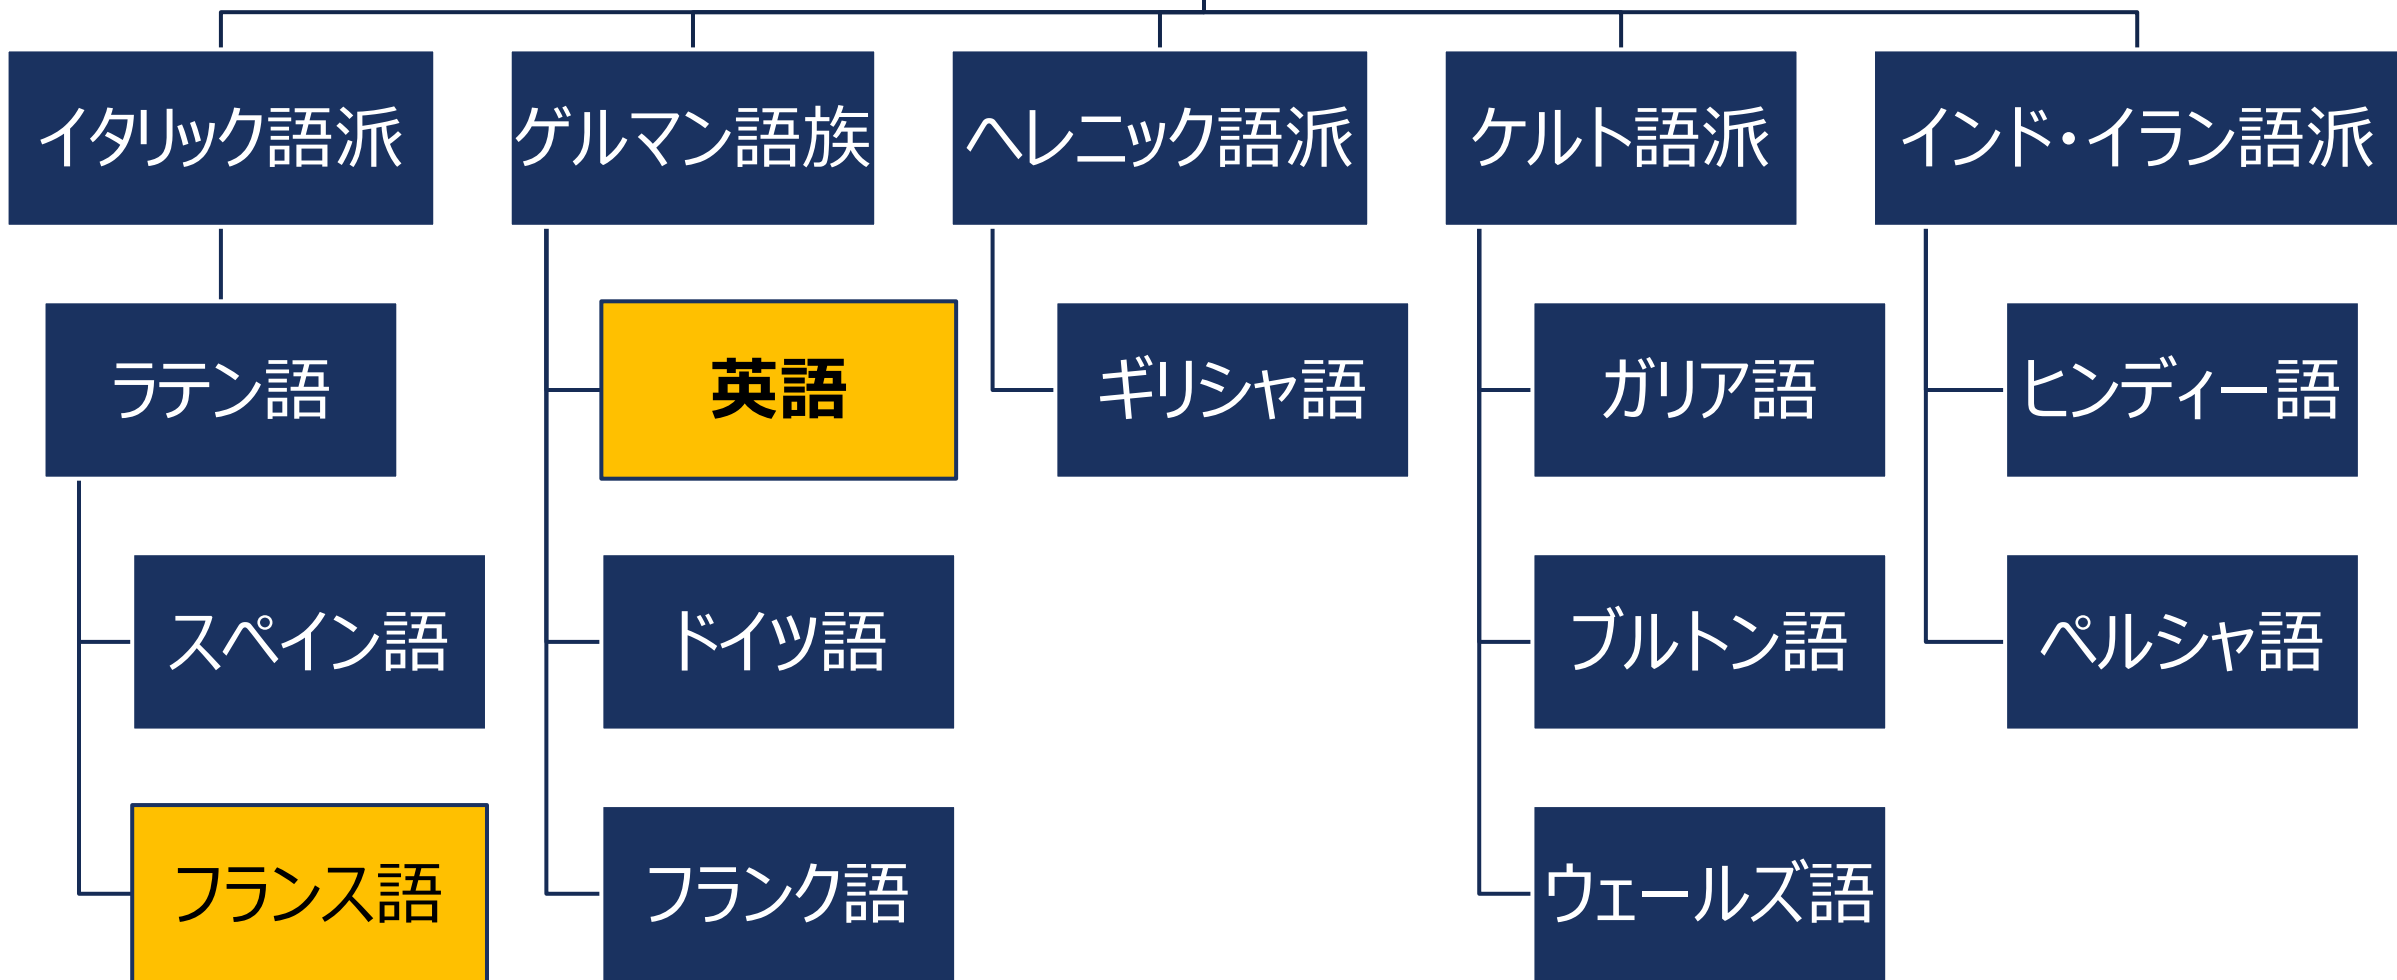 イタリック語派
ゲルマン語族
ヘレニック語派
ケルト語派
インド・イラン語派
ラテン語
英語
ギリシャ語
ガリア語
ヒンディー語
スペイン語
ドイツ語
ブルトン語
ペルシャ語
フランス語
フランク語
ウェールズ語